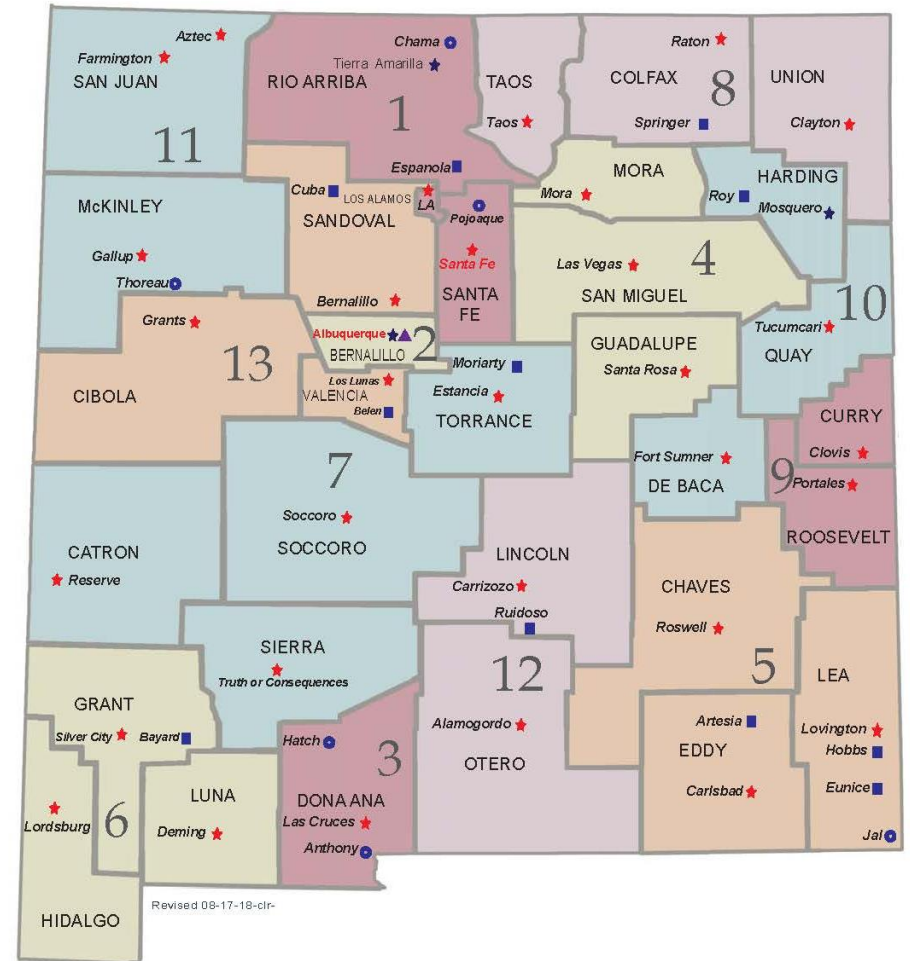 Aztec
Farmington
SAN JUAN
11
Chama
Tierra Amarilla
RIO ARRIBA
1
Espanola
TAOS
Taos
Raton
COLFAX
8
Springer
UNION
Clayton
McKINLEY
Gallup
Thoreau
Cuba
LOS ALAMOS
LA
SANDOVAL
Bernalillo
Pojoaque
Santa Fe
SANTA
FE
MORA
Mora
HARDING
Roy
Mosquero
Las Vegas
4
SAN MIGUEL
10
Tucumcari
QUAY
Grants
13
CIBOLA
Albuquerque
2
BERNALILLO
Los Lunas
VALENCIA
Belen
Moriarty
Estancia
TORRANCE
GUADALUPE
Santa Rosa
CURRY
Clovis
9
Portales
ROOSEVELT
Fort Sumner
DE BACA
7
Soccoro
SOCCORO
CATRON
Reserve
LINCOLN
Carrizozo
Ruidoso
CHAVES
Roswell
5
LEA
SIERRA
Truth or Consequences
GRANT
Silver City
Bayard
6
Lordsburg
HIDALGO
LUNA
Deming
Hatch
3
DONA ANA
Las Cruces
Anthony
12
Alamogordo
OTERO
Artesia
EDDY
Carlsbad
Lovington
Hobbs
Eunice
Jal
Revised 08-17-18-clr-